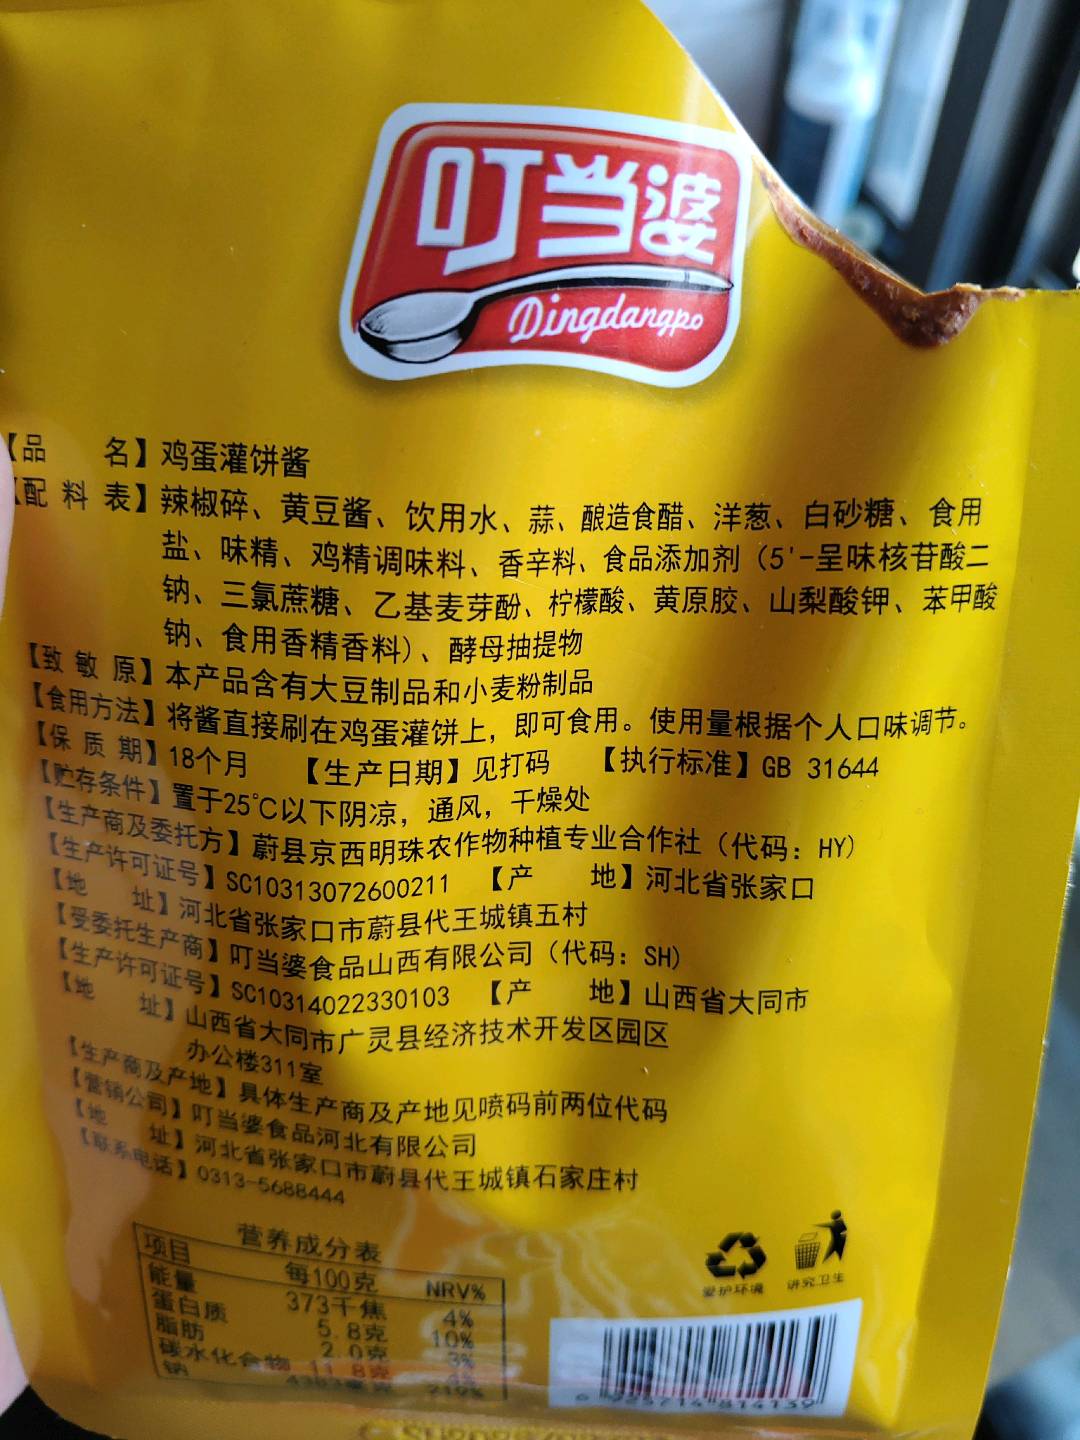 叮当婆
Dingdangpo
【品 名】鸡蛋灌饼酱
【配 料 表】辣椒碎、黄豆酱、饮用水、蒜、酿造食醋、洋葱、白砂糖、食用
盐、味精、鸡精调味料、香辛料、食品添加剂（5'-呈味核苷酸二
钠、三氯蔗糖、乙基麦芽酚、柠檬酸、黄原胶、山梨酸钾、苯甲酸
钠、食用香精香料）、酵母抽提物
【致 敏 原】本产品含有大豆制品和小麦粉制品
【食用方法】将酱直接刷在鸡蛋灌饼上，即可食用。使用量根据个人口味调节。
【保 质 期】18个月 【生产日期】见打码 【执行标准】GB 31644
【贮存条件】置于25℃以下阴凉，通风，干燥处
【生产商及委托方】蔚县京西明珠农作物种植专业合作社（代码：HY）
【生产许可证号】SC10313072600211 【产 地】河北省张家口
【地 址】河北省张家口市蔚县代王城镇五村
【受委托生产商】叮当婆食品山西有限公司（代码：SH）
【生产许可证号】SC10314022330103 【产 地】山西省大同市
【地 址】山西省大同市广灵县经济技术开发区园区
办公楼311室
【生产商及产地】具体生产商及产地见喷码前两位代码
【营销公司】叮当婆食品河北有限公司
【地 址】河北省张家口市蔚县代王城镇石家庄村
【联系电话】0313-5688444
营养成分表
项目 每100克 NRV%
能量 373千焦 4%
蛋白质 5.8克 10%
脂肪 2.0克 3%
碳水化合物 11.8克 4%
钠
爱护环境 讲究卫生